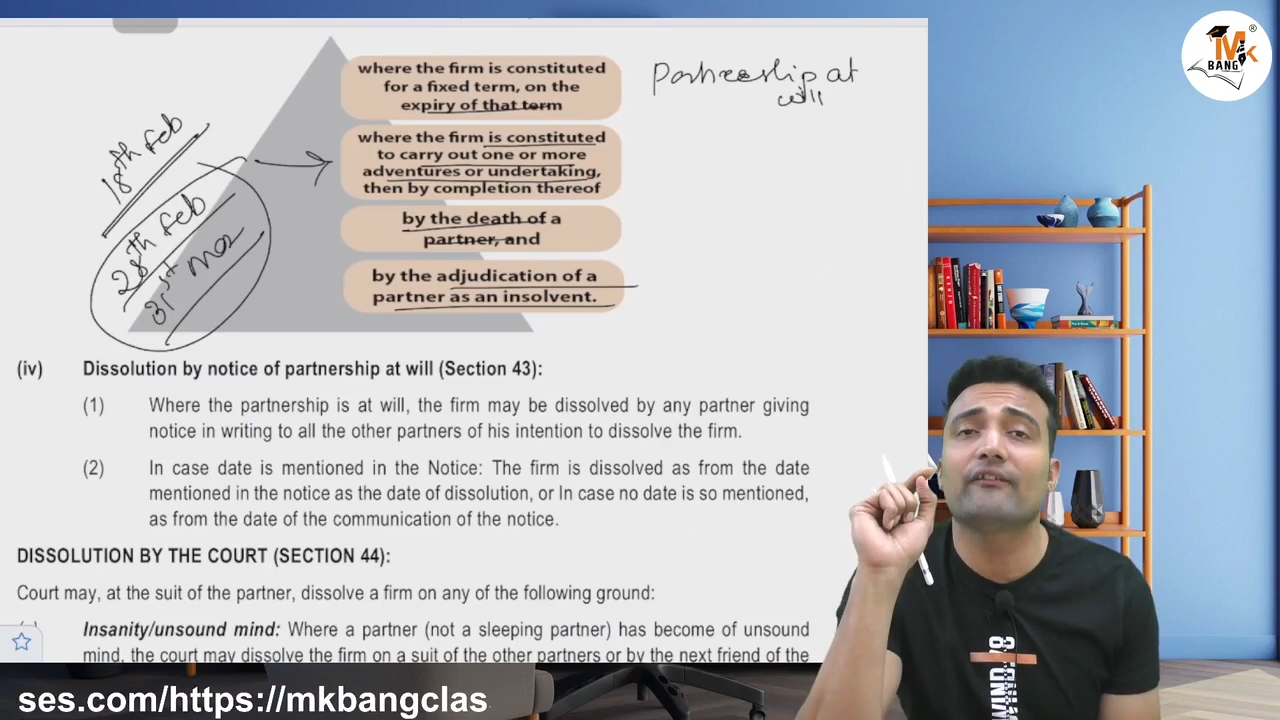 where the firm is constituted
for a fixed term, on the
expiry of that term
where the firm is constituted
to carry out one or more
adventures or undertaking,
then by completion thereof
by the death of a
partner, and
by the adjudication of a
partner as an insolvent.
Partnership at
will
18th Feb
28th Feb
31st Mar
MK
BANG
®
(iv) Dissolution by notice of partnership at will (Section 43):
(1) Where the partnership is at will, the firm may be dissolved by any partner giving
notice in writing to all the other partners of his intention to dissolve the firm.
(2) In case date is mentioned in the Notice: The firm is dissolved as from the date
mentioned in the notice as the date of dissolution, or In case no date is so mentioned,
as from the date of the communication of the notice.
DISSOLUTION BY THE COURT (SECTION 44):
Court may, at the suit of the partner, dissolve a firm on any of the following ground:
Insanity/unsound mind: Where a partner (not a sleeping partner) has become of unsound
mind, the court may dissolve the firm on a suit of the other partners or by the next friend of the
ses.com/https://mkbangclas